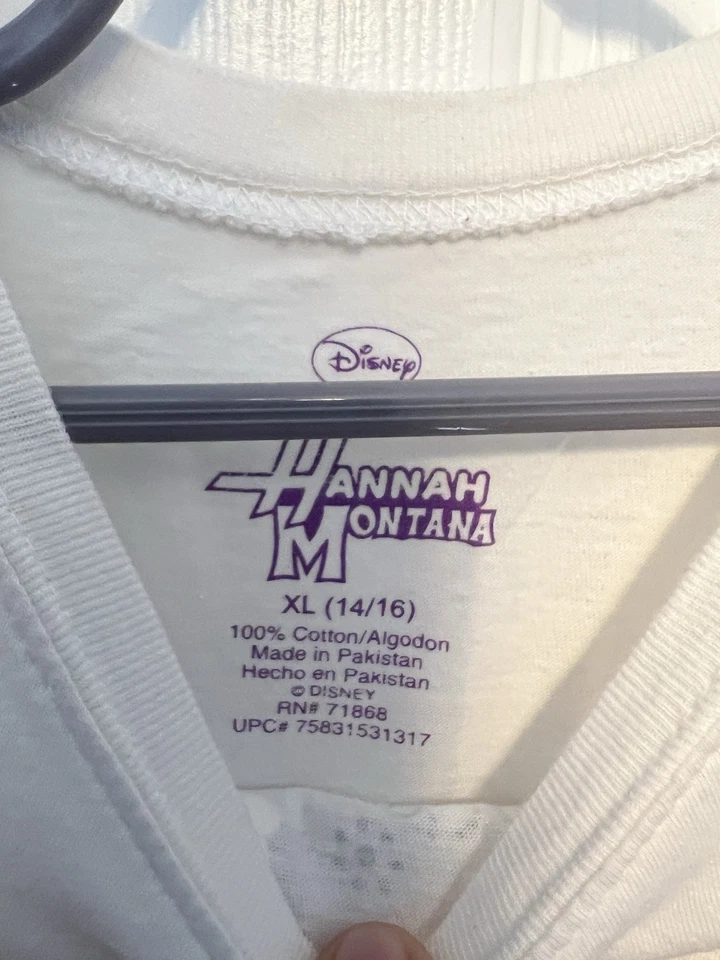 Disney
HANNAH
MONTANA
XL (14/16)
100% Cotton/Algodon
Made in Pakistan
Hecho en Pakistan
© DISNEY
RN# 71868
UPC# 75831531317